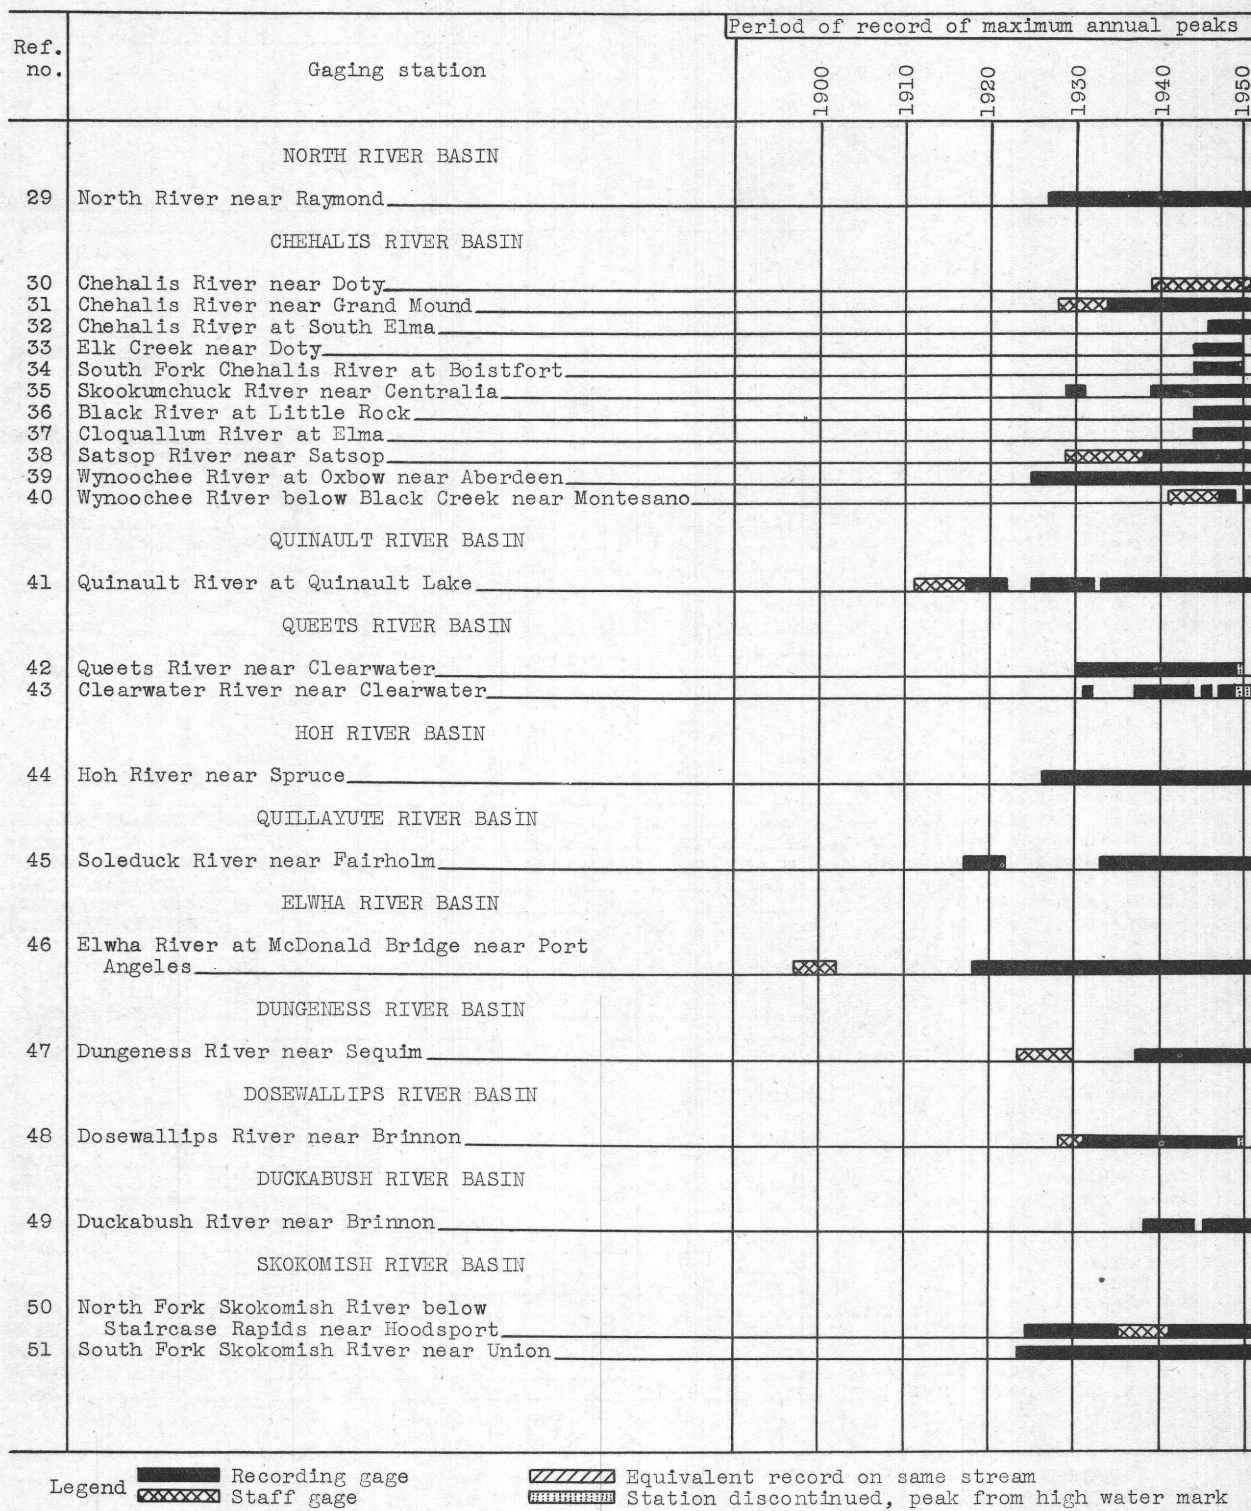 Period of record of maximum annual peaks
Ref. no.
Gaging station
1900 1910 1920 1930 1940 1950
NORTH RIVER BASIN
29 North River near Raymond
CHEHALIS RIVER BASIN
30 Chehalis River near Doty
31 Chehalis River near Grand Mound
32 Chehalis River at South Elma
33 Elk Creek near Doty
34 South Fork Chehalis River at Boistfort
35 Skookumchuck River near Centralia
36 Black River at Little Rock
37 Cloquallum River at Elma
38 Satsop River near Satsop
39 Wynoochee River at Oxbow near Aberdeen
40 Wynoochee River below Black Creek near Montesano
QUINAULT RIVER BASIN
41 Quinault River at Quinault Lake
QUEETS RIVER BASIN
42 Queets River near Clearwater
43 Clearwater River near Clearwater
HOH RIVER BASIN
44 Hoh River near Spruce
QUILLAYUTE RIVER BASIN
45 Soleduck River near Fairholm
ELWHA RIVER BASIN
46 Elwha River at McDonald Bridge near Port
Angeles
DUNGENESS RIVER BASIN
47 Dungeness River near Sequim
DOSEWALLIPS RIVER BASIN
48 Dosewallips River near Brinnon
DUCKABUSH RIVER BASIN
49 Duckabush River near Brinnon
SKOKOMISH RIVER BASIN
50 North Fork Skokomish River below
Staircase Rapids near Hoodsport
51 South Fork Skokomish River near Union
Legend
Recording gage
Staff gage
Equivalent record on same stream
Station discontinued, peak from high water mark